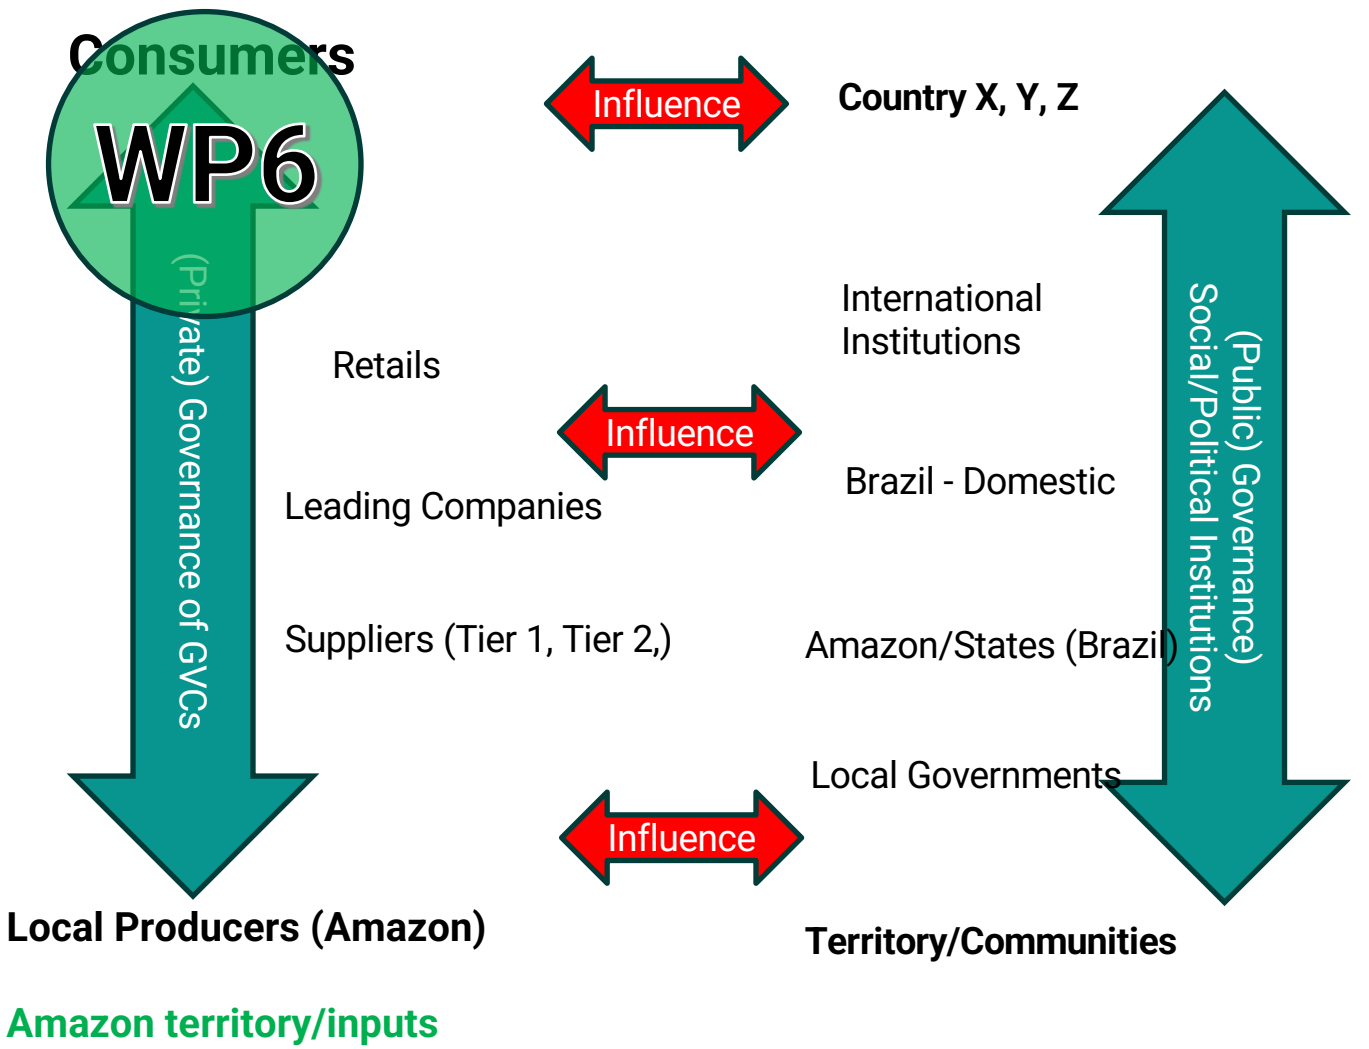 Consumers
WP6
Influence
Country X, Y, Z
(Private) Governance of GVCs
Retails
International
Institutions
Influence
Leading Companies
Brazil - Domestic
(Public) Governance)
Social/Political Institutions
Suppliers (Tier 1, Tier 2,)
Amazon/States (Brazil)
Local Governments
Influence
Local Producers (Amazon)
Territory/Communities
Amazon territory/inputs